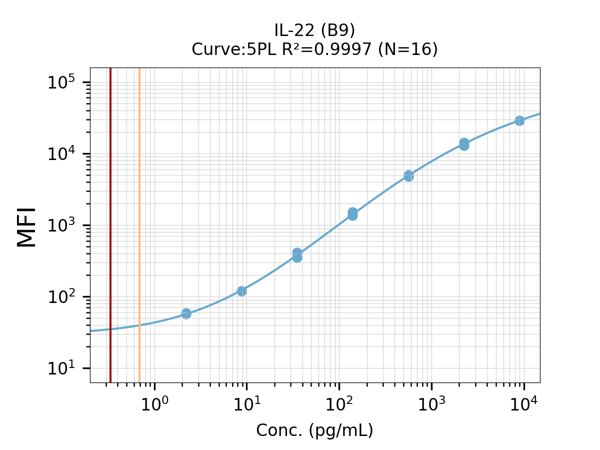 IL-22 (B9)
Curve:5PL R²=0.9997 (N=16)
MFI
10⁵
10⁴
10³
10²
10¹
10⁰ 10¹ 10² 10³ 10⁴
Conc. (pg/mL)